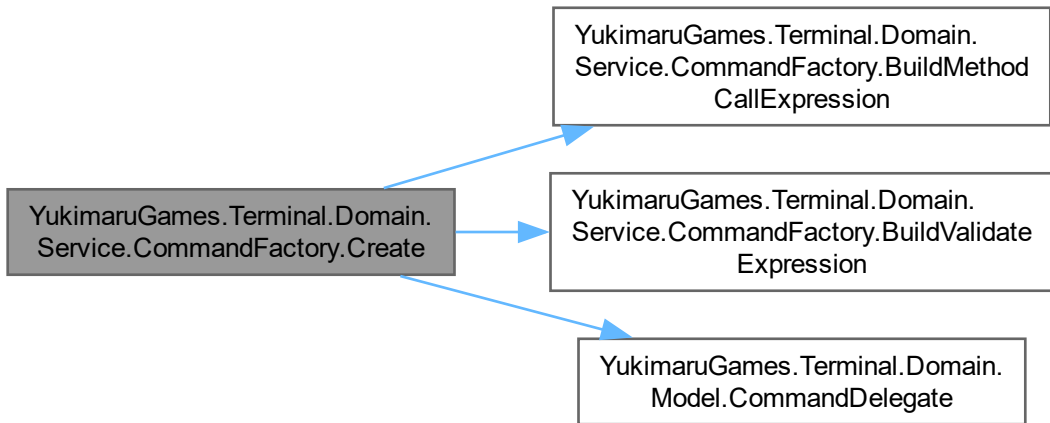 YukimaruGames.Terminal.Domain.
Service.CommandFactory.BuildMethod
CallExpression
YukimaruGames.Terminal.Domain.
Service.CommandFactory.Create
YukimaruGames.Terminal.Domain.
Service.CommandFactory.BuildValidate
Expression
YukimaruGames.Terminal.Domain.
Model.CommandDelegate